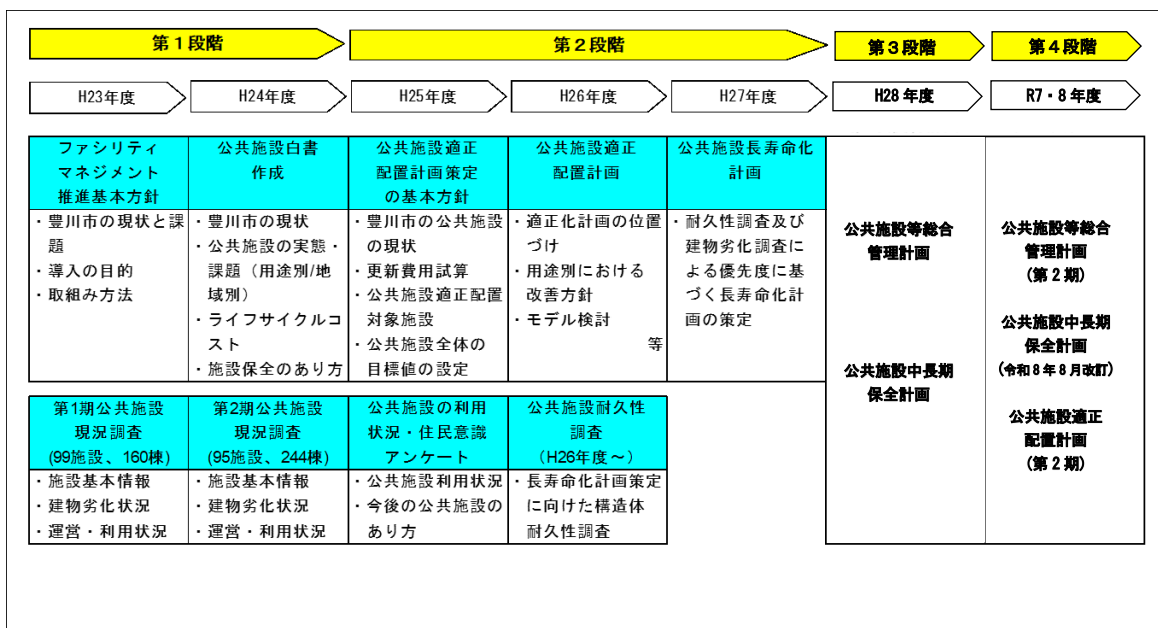 第1段階
第2段階
第3段階
第4段階
H23年度
H24年度
H25年度
H26年度
H27年度
H28年度
R7・8年度
ファシリティ
マネジメント
推進基本方針
・豊川市の現状と課
題
・導入の目的
・取組み方法
公共施設白書
作成
・豊川市の現状
・公共施設の実態・
課題(用途別/地
域別)
・ライフサイクルコ
スト
・施設保全のあり方
公共施設適正
配置計画策定
の基本方針
・豊川市の公共施設
の現状
・更新費用試算
・公共施設適正配置
対象施設
・公共施設全体の
目標値の設定
公共施設適正
配置計画
・適正化計画の位置
づけ
・用途別における
改善方針
・モデル検討
等
公共施設長寿命化
計画
・耐久性調査及び
建物劣化調査に
よる優先度に基
づく長寿命化計
画の策定
第1期公共施設
現況調査
(99施設、160棟)
・施設基本情報
・建物劣化状況
・運営・利用状況
第2期公共施設
現況調査
(95施設、244棟)
・施設基本情報
・建物劣化状況
・運営・利用状況
公共施設の利用
状況・住民意識
アンケート
・公共施設利用状況
・今後の公共施設の
あり方
公共施設耐久性
調査
(H26年度~)
・長寿命化計画策定
に向けた構造体
耐久性調査
公共施設等総合
管理計画
公共施設中長期
保全計画
公共施設等総合
管理計画
(第2期)
公共施設中長期
保全計画
(令和8年8月改訂)
公共施設適正
配置計画
(第2期)